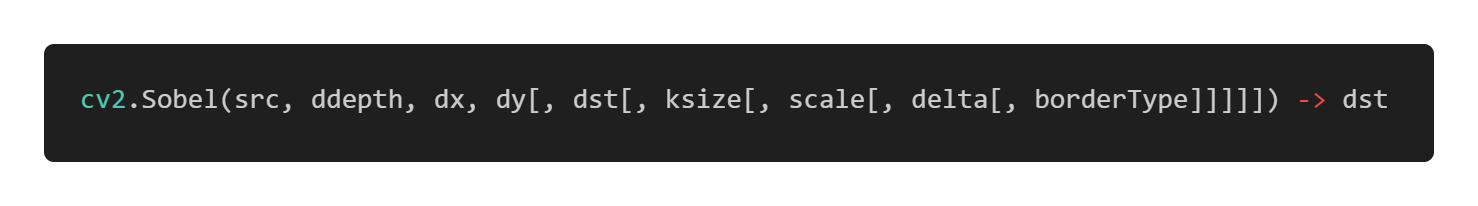 cv2.Sobel(src, ddepth, dx, dy[, dst[, ksize[, scale[, delta[, borderType]]]]]) -> dst